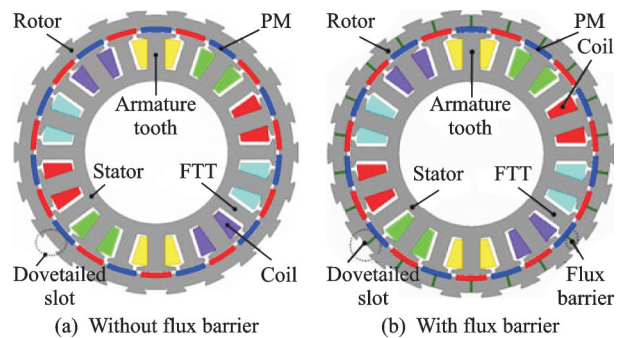 Rotor
PM
Armature
tooth
Stator
FTT
Dovetailed
slot
Coil
(a) Without flux barrier
Rotor
PM
Coil
Armature
tooth
Stator
FTT
Dovetailed
slot
Flux
barrier
(b) With flux barrier